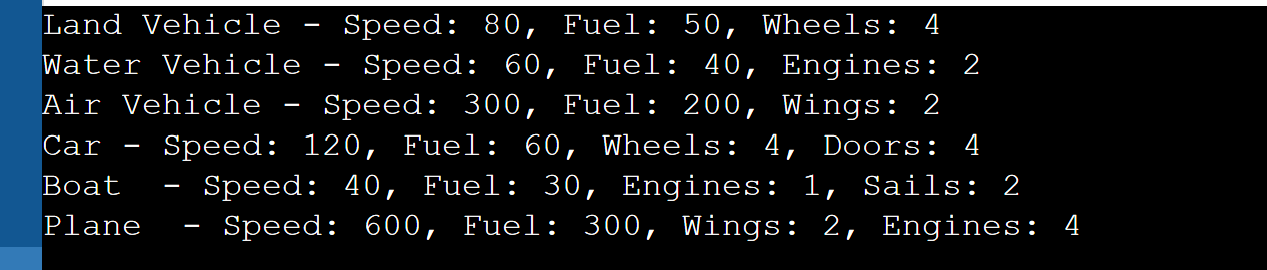 Land Vehicle - Speed: 80, Fuel: 50, Wheels: 4
Water Vehicle - Speed: 60, Fuel: 40, Engines: 2
Air Vehicle - Speed: 300, Fuel: 200, Wings: 2
Car - Speed: 120, Fuel: 60, Wheels: 4, Doors: 4
Boat  - Speed: 40, Fuel: 30, Engines: 1, Sails: 2
Plane  - Speed: 600, Fuel: 300, Wings: 2, Engines: 4